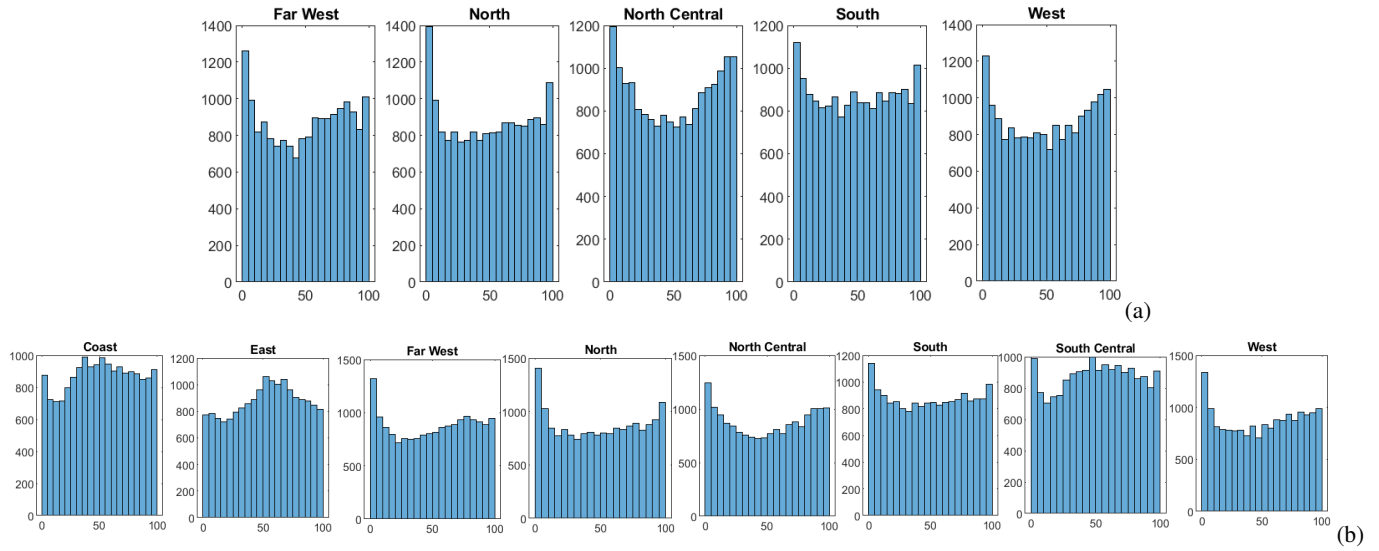 Far West North North Central South West
1400 1400 1200 1200 1400
1200 1200 1000 1000 1200
1000 1000 800 800 1000
800 800 600 600 800
600 600 400 400 600
400 400 200 200 400
200 200 0 0 200
0 0 0
0 50 100 0 50 100 0 50 100 0 50 100 0 50 100
(a)
Coast East Far West North North Central South South Central West
1000 1200 1500 1500 1500 1200 1000 1500
800 1000 1000 1000 1000 1000 800 1000
600 800 500 500 500 800 600 500
400 600 0 0 0 600 400 0
200 400 400 200
0 200 200 0
0 0
0 50 100 0 50 100 0 50 100 0 50 100 0 50 100 0 50 100 0 50 100 0 50 100
(b)